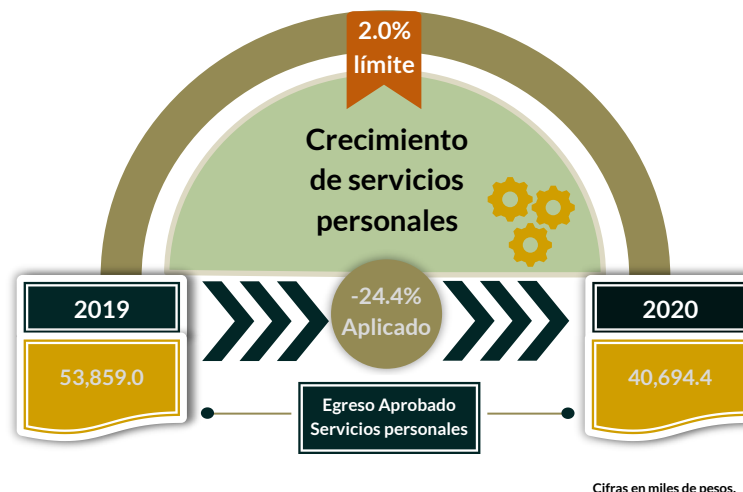 2.0%
límite
Crecimiento
de servicios
personales
2019
-24.4%
Aplicado
2020
53,859.0
40,694.4
Egreso Aprobado
Servicios personales
Cifras en miles de pesos.